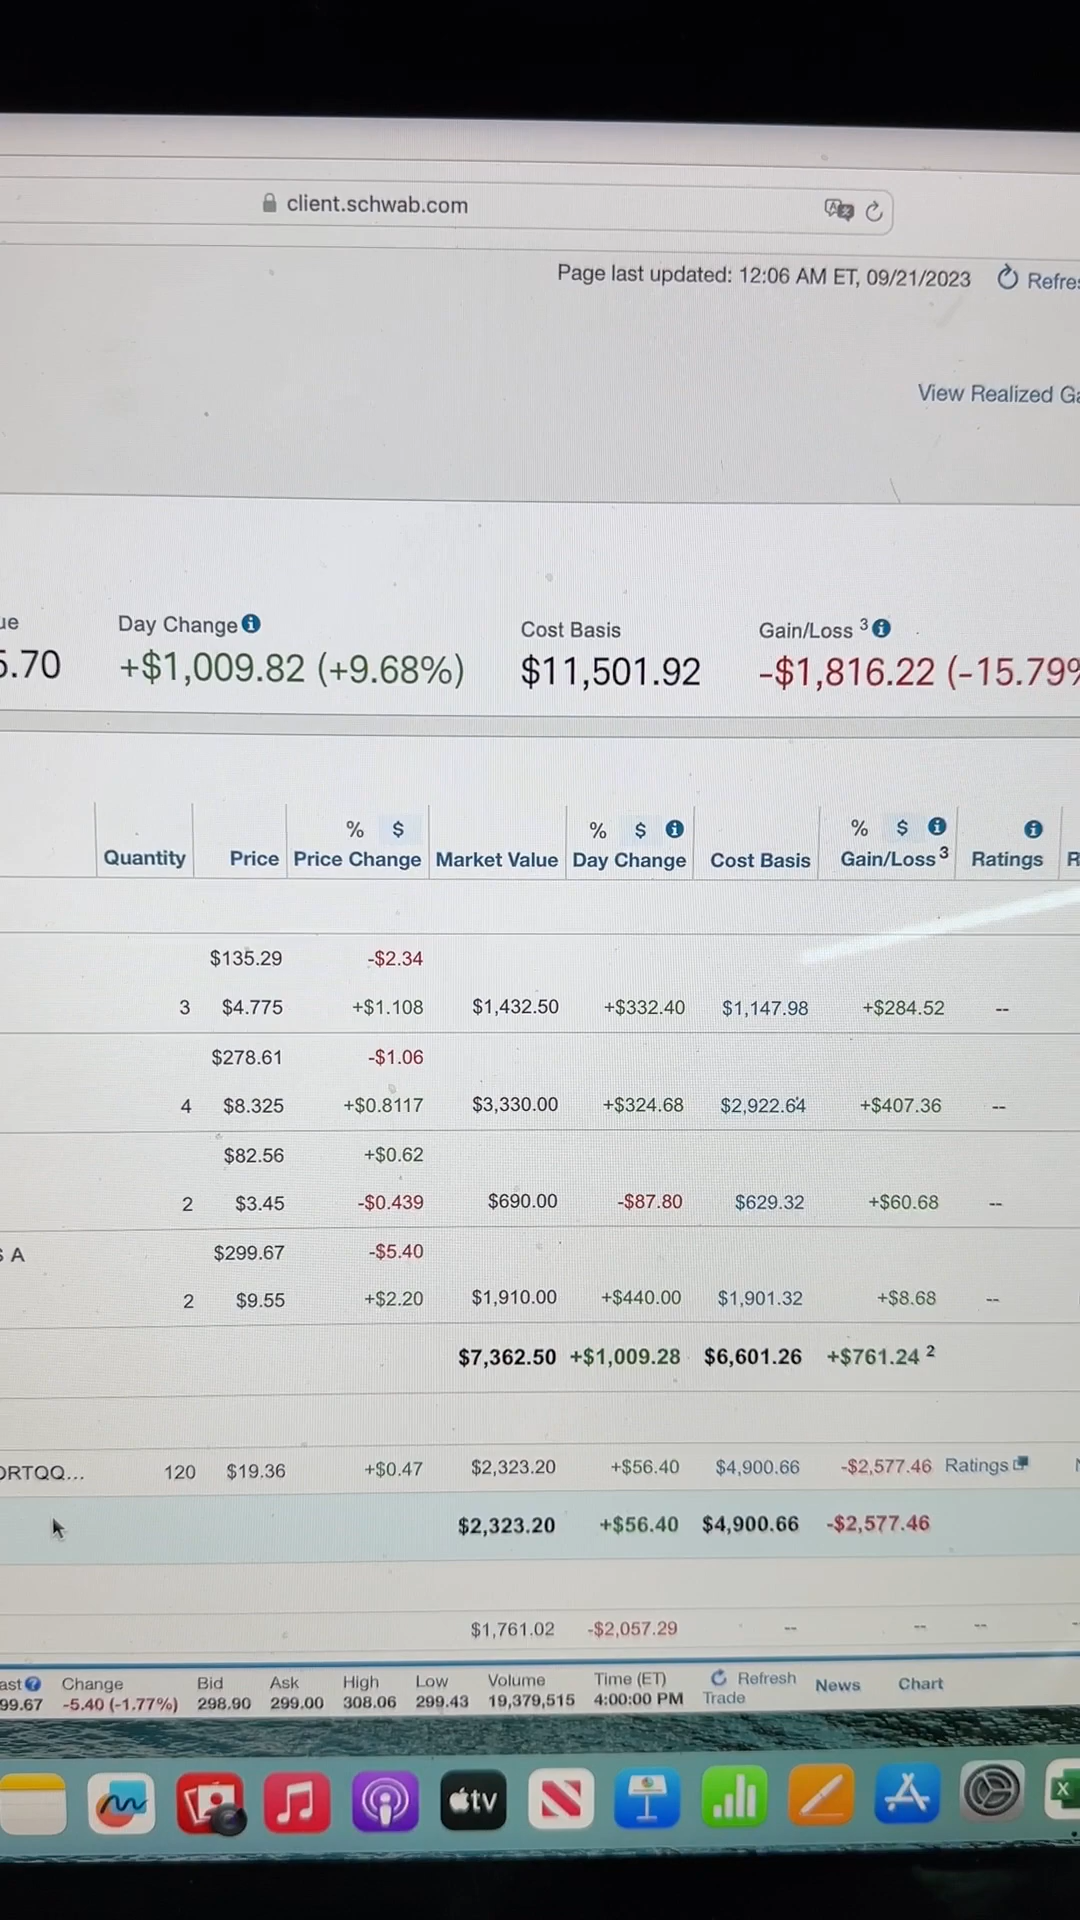 client.schwab.com
Page last updated: 12:06 AM ET, 09/21/2023 Refres
View Realized Ga
ue Day Change Cost Basis Gain/Loss 3
5.70 +$1,009.82 (+9.68%) $11,501.92 -$1,816.22 (-15.79%
% $ % $ % $
Quantity Price Price Change Market Value Day Change Cost Basis Gain/Loss 3 Ratings R
$135.29 -$2.34
3 $4.775 +$1.108 $1,432.50 +$332.40 $1,147.98 +$284.52 --
$278.61 -$1.06
4 $8.325 +$0.8117 $3,330.00 +$324.68 $2,922.64 +$407.36 --
$82.56 +$0.62
2 $3.45 -$0.439 $690.00 -$87.80 $629.32 +$60.68 --
S A $299.67 -$5.40
2 $9.55 +$2.20 $1,910.00 +$440.00 $1,901.32 +$8.68 --
$7,362.50 +$1,009.28 $6,601.26 +$761.24 2
ORTQQ... 120 $19.36 +$0.47 $2,323.20 +$56.40 $4,900.66 -$2,577.46 Ratings
$2,323.20 +$56.40 $4,900.66 -$2,577.46
$1,761.02 -$2,057.29 -- -- --
ast Change Bid Ask High Low Volume Time (ET) Refresh News Chart
99.67 -5.40 (-1.77%) 298.90 299.00 308.06 299.43 19,379,515 4:00:00 PM Trade
tv
X